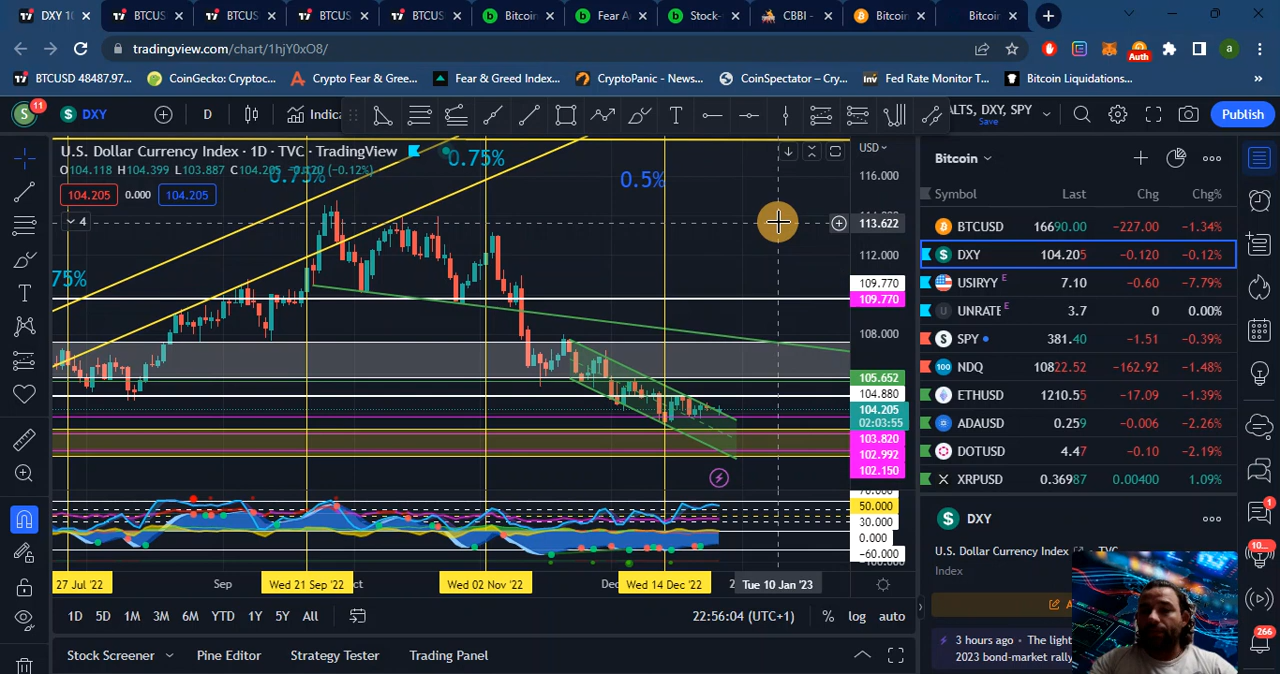 DXY 10
BTCUS
BTCUS
BTCUS
BTCUS
Bitcoin
Fear A
Stock-
CBBI -
Bitcoin
Bitcoin
tradingview.com/chart/1hjY0xO8/
a
BTCUSD 48487.97...
CoinGecko: Cryptoc...
Crypto Fear & Gree...
Fear & Greed Index...
CryptoPanic - News...
CoinSpectator – Cry...
Fed Rate Monitor T...
Bitcoin Liquidations...
Auth
S
11
DXY
D
Indica
ALTS, DXY, SPY
Save
Publish
U.S. Dollar Currency Index · 1D · TVC · TradingView
O104.118 H104.399 L103.887 C104.205 -0.120 (-0.12%)
104.205
0.000
104.205
4
0.75%
0.75%
0.5%
75%
USD
116.000
113.622
112.000
109.770
109.770
108.000
105.652
104.880
104.205
02:03:55
103.820
102.992
102.150
50.000
30.000
0.000
−60.000
27 Jul '22
Sep
Wed 21 Sep '22
Wed 02 Nov '22
Wed 14 Dec '22
Tue 10 Jan '23
1D
5D
1M
3M
6M
YTD
1Y
5Y
All
22:56:04 (UTC+1)
%
log
auto
Stock Screener
Pine Editor
Strategy Tester
Trading Panel
Bitcoin
Symbol
Last
Chg
Chg%
BTCUSD 16690.00 −227.00 −1.34%
DXY 104.205 −0.120 −0.12%
USIRYY E 7.10 −0.60 −7.79%
UNRATE E 3.7 0 0.00%
SPY 381.40 −1.51 −0.39%
NDQ 10822.52 −162.92 −1.48%
ETHUSD 1210.55 −17.09 −1.39%
ADAUSD 0.259 −0.006 −2.26%
DOTUSD 4.47 −0.10 −2.19%
XRPUSD 0.36987 0.00400 1.09%
DXY
U.S. Dollar Currency Index
TVC
Index
3 hours ago · The light
2023 bond-market rally
1
10...
266